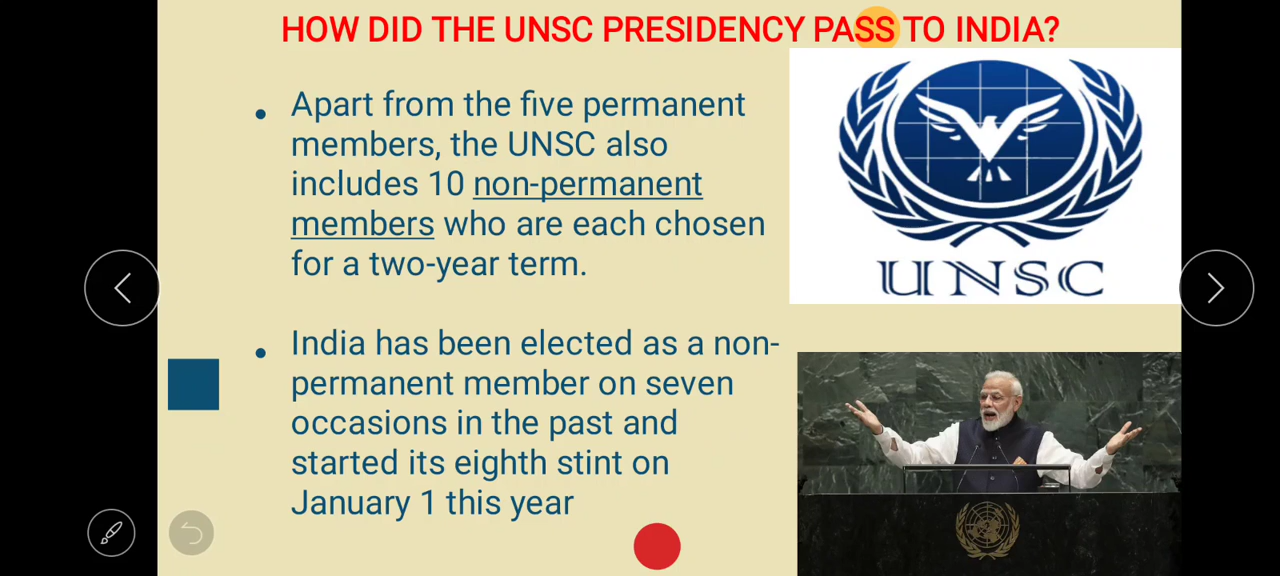 HOW DID THE UNSC PRESIDENCY PASS TO INDIA?
• Apart from the five permanent
members, the UNSC also
includes 10 non-permanent
members who are each chosen
for a two-year term.
UNSC
• India has been elected as a non-
permanent member on seven
occasions in the past and
started its eighth stint on
January 1 this year